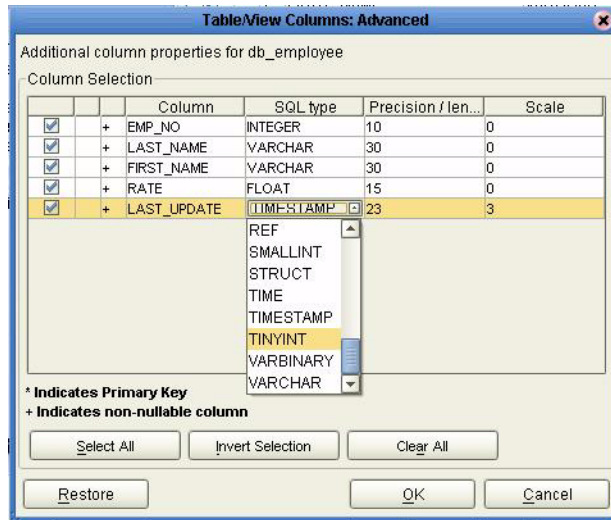 Table/View Columns: Advanced
Additional column properties for db_employee
Column Selection
Column SQL type Precision / len... Scale
+ EMP_NO INTEGER 10 0
+ LAST_NAME VARCHAR 30 0
+ FIRST_NAME VARCHAR 30 0
+ RATE FLOAT 15 0
+ LAST_UPDATE TIMESTAMP 23 3
REF
SMALLINT
STRUCT
TIME
TIMESTAMP
TINYINT
VARBINARY
VARCHAR
* Indicates Primary Key
+ Indicates non-nullable column
Select All Invert Selection Clear All
Restore OK Cancel